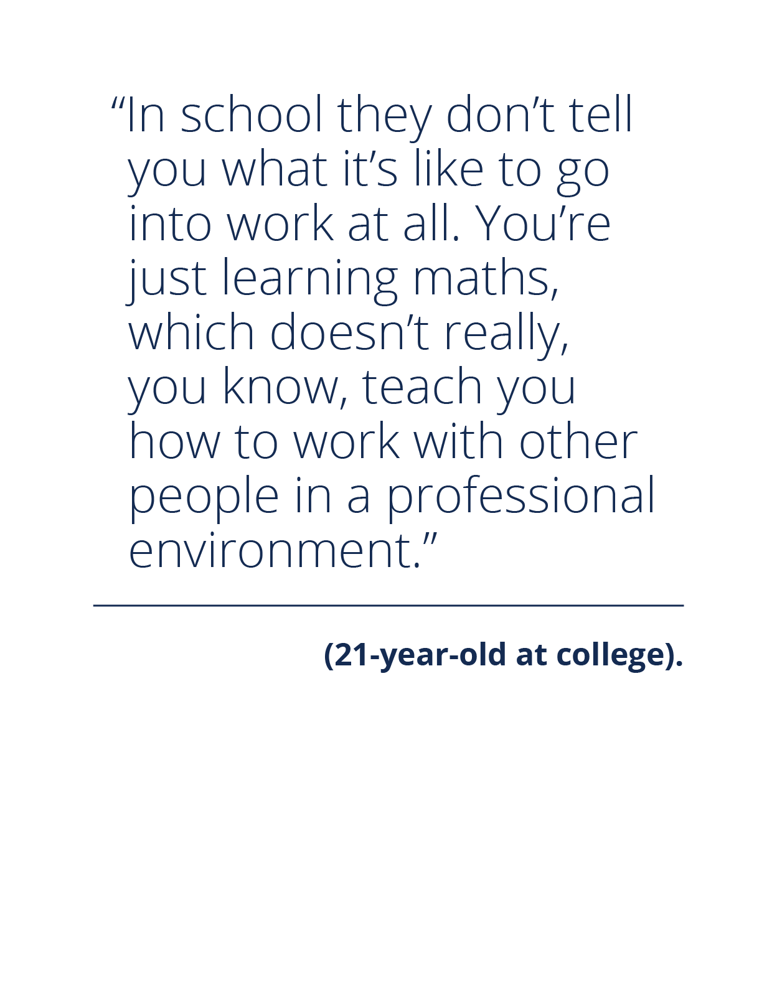 “In school they don’t tell
you what it’s like to go
into work at all. You’re
just learning maths,
which doesn’t really,
you know, teach you
how to work with other
people in a professional
environment.”
(21-year-old at college).